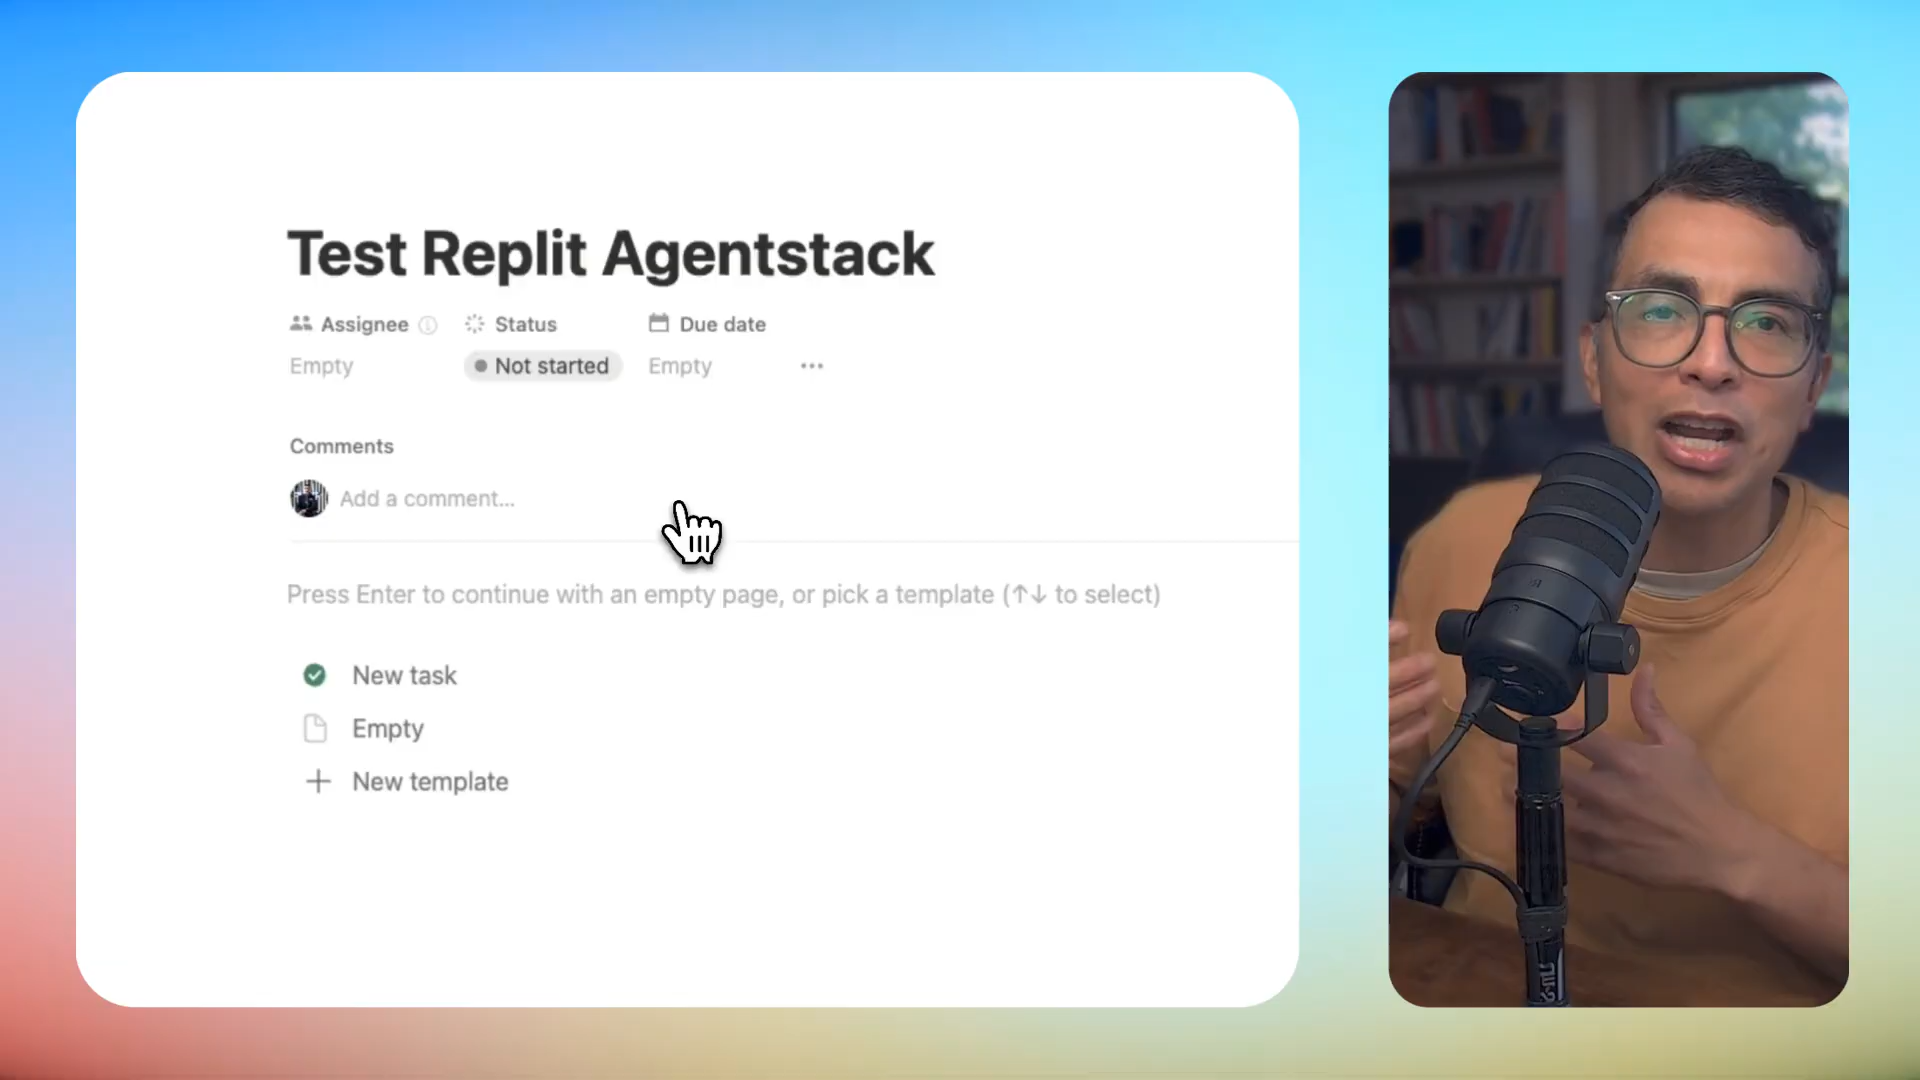 Test Replit Agentstack
Assignee Status Due date
Empty Not started Empty
Comments
Add a comment...
Press Enter to continue with an empty page, or pick a template (↑↓ to select)
New task
Empty
New template